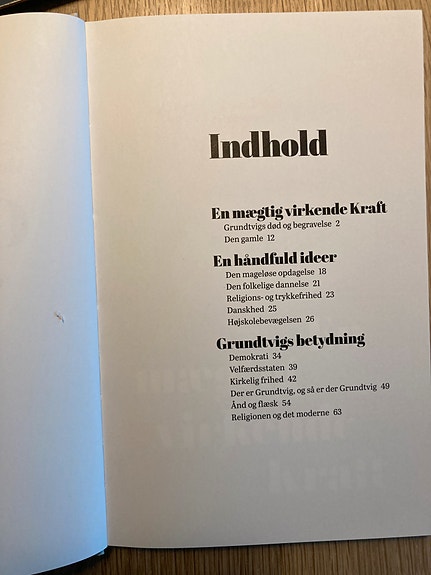 Indhold
En mægtig virkende Kraft
Grundtvigs død og begravelse 2
Den gamle 12
En håndfuld ideer
Den mageløse opdagelse 18
Den folkelige dannelse 21
Religions- og trykkefrihed 23
Danskhed 25
Højskolebevægelsen 26
Grundtvigs betydning
Demokrati 34
Velfærdsstaten 39
Kirkelig frihed 42
Der er Grundtvig, og så er der Grundtvig 49
Ånd og flæsk 54
Religionen og det moderne 63